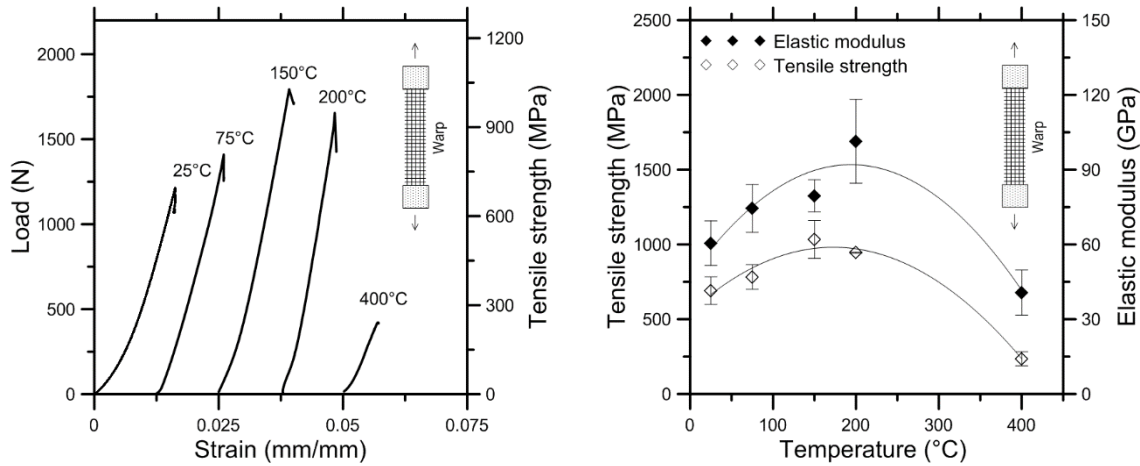 2000
1500
1000
500
0
Load (N)
25°C
75°C
150°C
200°C
400°C
Warp
1200
900
600
300
0
Tensile strength (MPa)
0
0.025
0.05
0.075
Strain (mm/mm)
2500
2000
1500
1000
500
0
Tensile strength (MPa)
Elastic modulus
Tensile strength
Warp
150
120
90
60
30
0
Elastic modulus (GPa)
0
100
200
300
400
Temperature (°C)